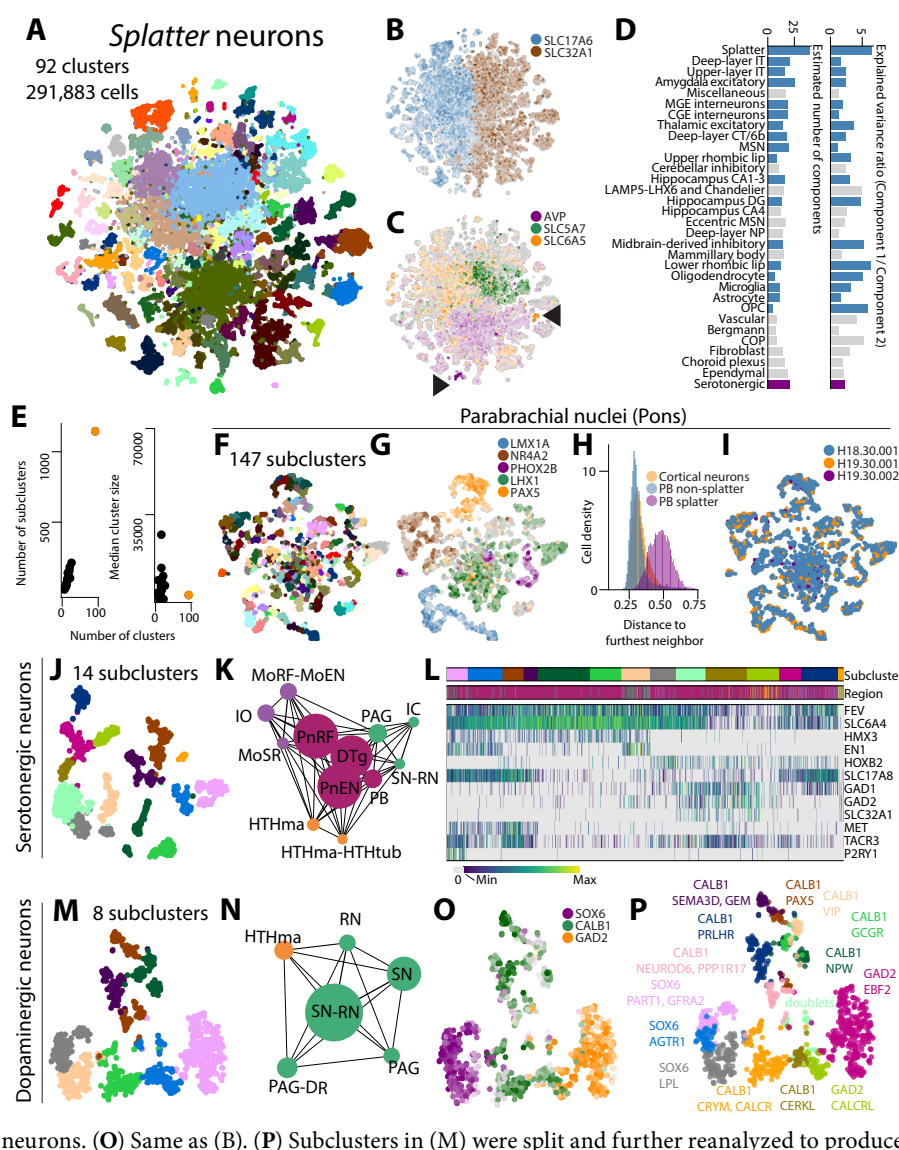 A
Splatter neurons
92 clusters
291,883 cells
B
SLC17A6
SLC32A1
C
AVP
SLC5A7
SLC6A5
D
0 25
0 5
Estimated number of components
Explained variance ratio (Component 1 / Component 2)
Splatter
Deep-layer IT
Upper-layer IT
Amygdala excitatory
Miscellaneous
MGE interneurons
CGE interneurons
Thalamic excitatory
Deep-layer CT/6b
MSN
Upper rhombic lip
Cerebellar inhibitory
Hippocampus CA1-3
LAMP5-LHX6 and Chandelier
Hippocampus DG
Hippocampus CA4
Eccentric MSN
Deep-layer NP
Midbrain-derived inhibitory
Mammillary body
Lower rhombic lip
Oligodendrocyte
Microglia
Astrocyte
OPC
Vascular
Bergmann
COP
Fibroblast
Choroid plexus
Ependymal
Serotonergic
E
Number of subclusters
1000
500
0 100
Median cluster size
70000
35000
0 100
Number of clusters
Parabrachial nuclei (Pons)
F
147 subclusters
G
LMX1A
NR4A2
PHOX2B
LHX1
PAX5
H
Cell density
10
0
Cortical neurons
PB non-splatter
PB splatter
0.25 0.50 0.75
Distance to
furthest neighbor
I
H18.30.001
H19.30.001
H19.30.002
Serotonergic neurons
J
14 subclusters
K
MoRF-MoEN
IO
PAG
IC
PnRF
MoSR
DTg
SN-RN
PnEN
PB
HTHma
HTHma-HTHtub
L
Subcluster
Region
FEV
SLC6A4
HMX3
EN1
HOXB2
SLC17A8
GAD1
GAD2
SLC32A1
MET
TACR3
P2RY1
0 Min Max
Dopaminergic neurons
M
8 subclusters
N
RN
HTHma
SN
SN-RN
PAG-DR
PAG
O
SOX6
CALB1
GAD2
P
CALB1
SEMA3D, GEM
CALB1
PAX5
CALB1
VIP
CALB1
PRLHR
CALB1
GCGR
CALB1
NEUROD6, PPP1R17
CALB1
NPW
SOX6
PART1, GFRA2
GAD2
EBF2
doublets
SOX6
AGTR1
SOX6
LPL
CALB1
CRYM, CALCR
CALB1
CERKL
GAD2
CALCRL
neurons. (O) Same as (B). (P) Subclusters in (M) were split and further reanalyzed to produce